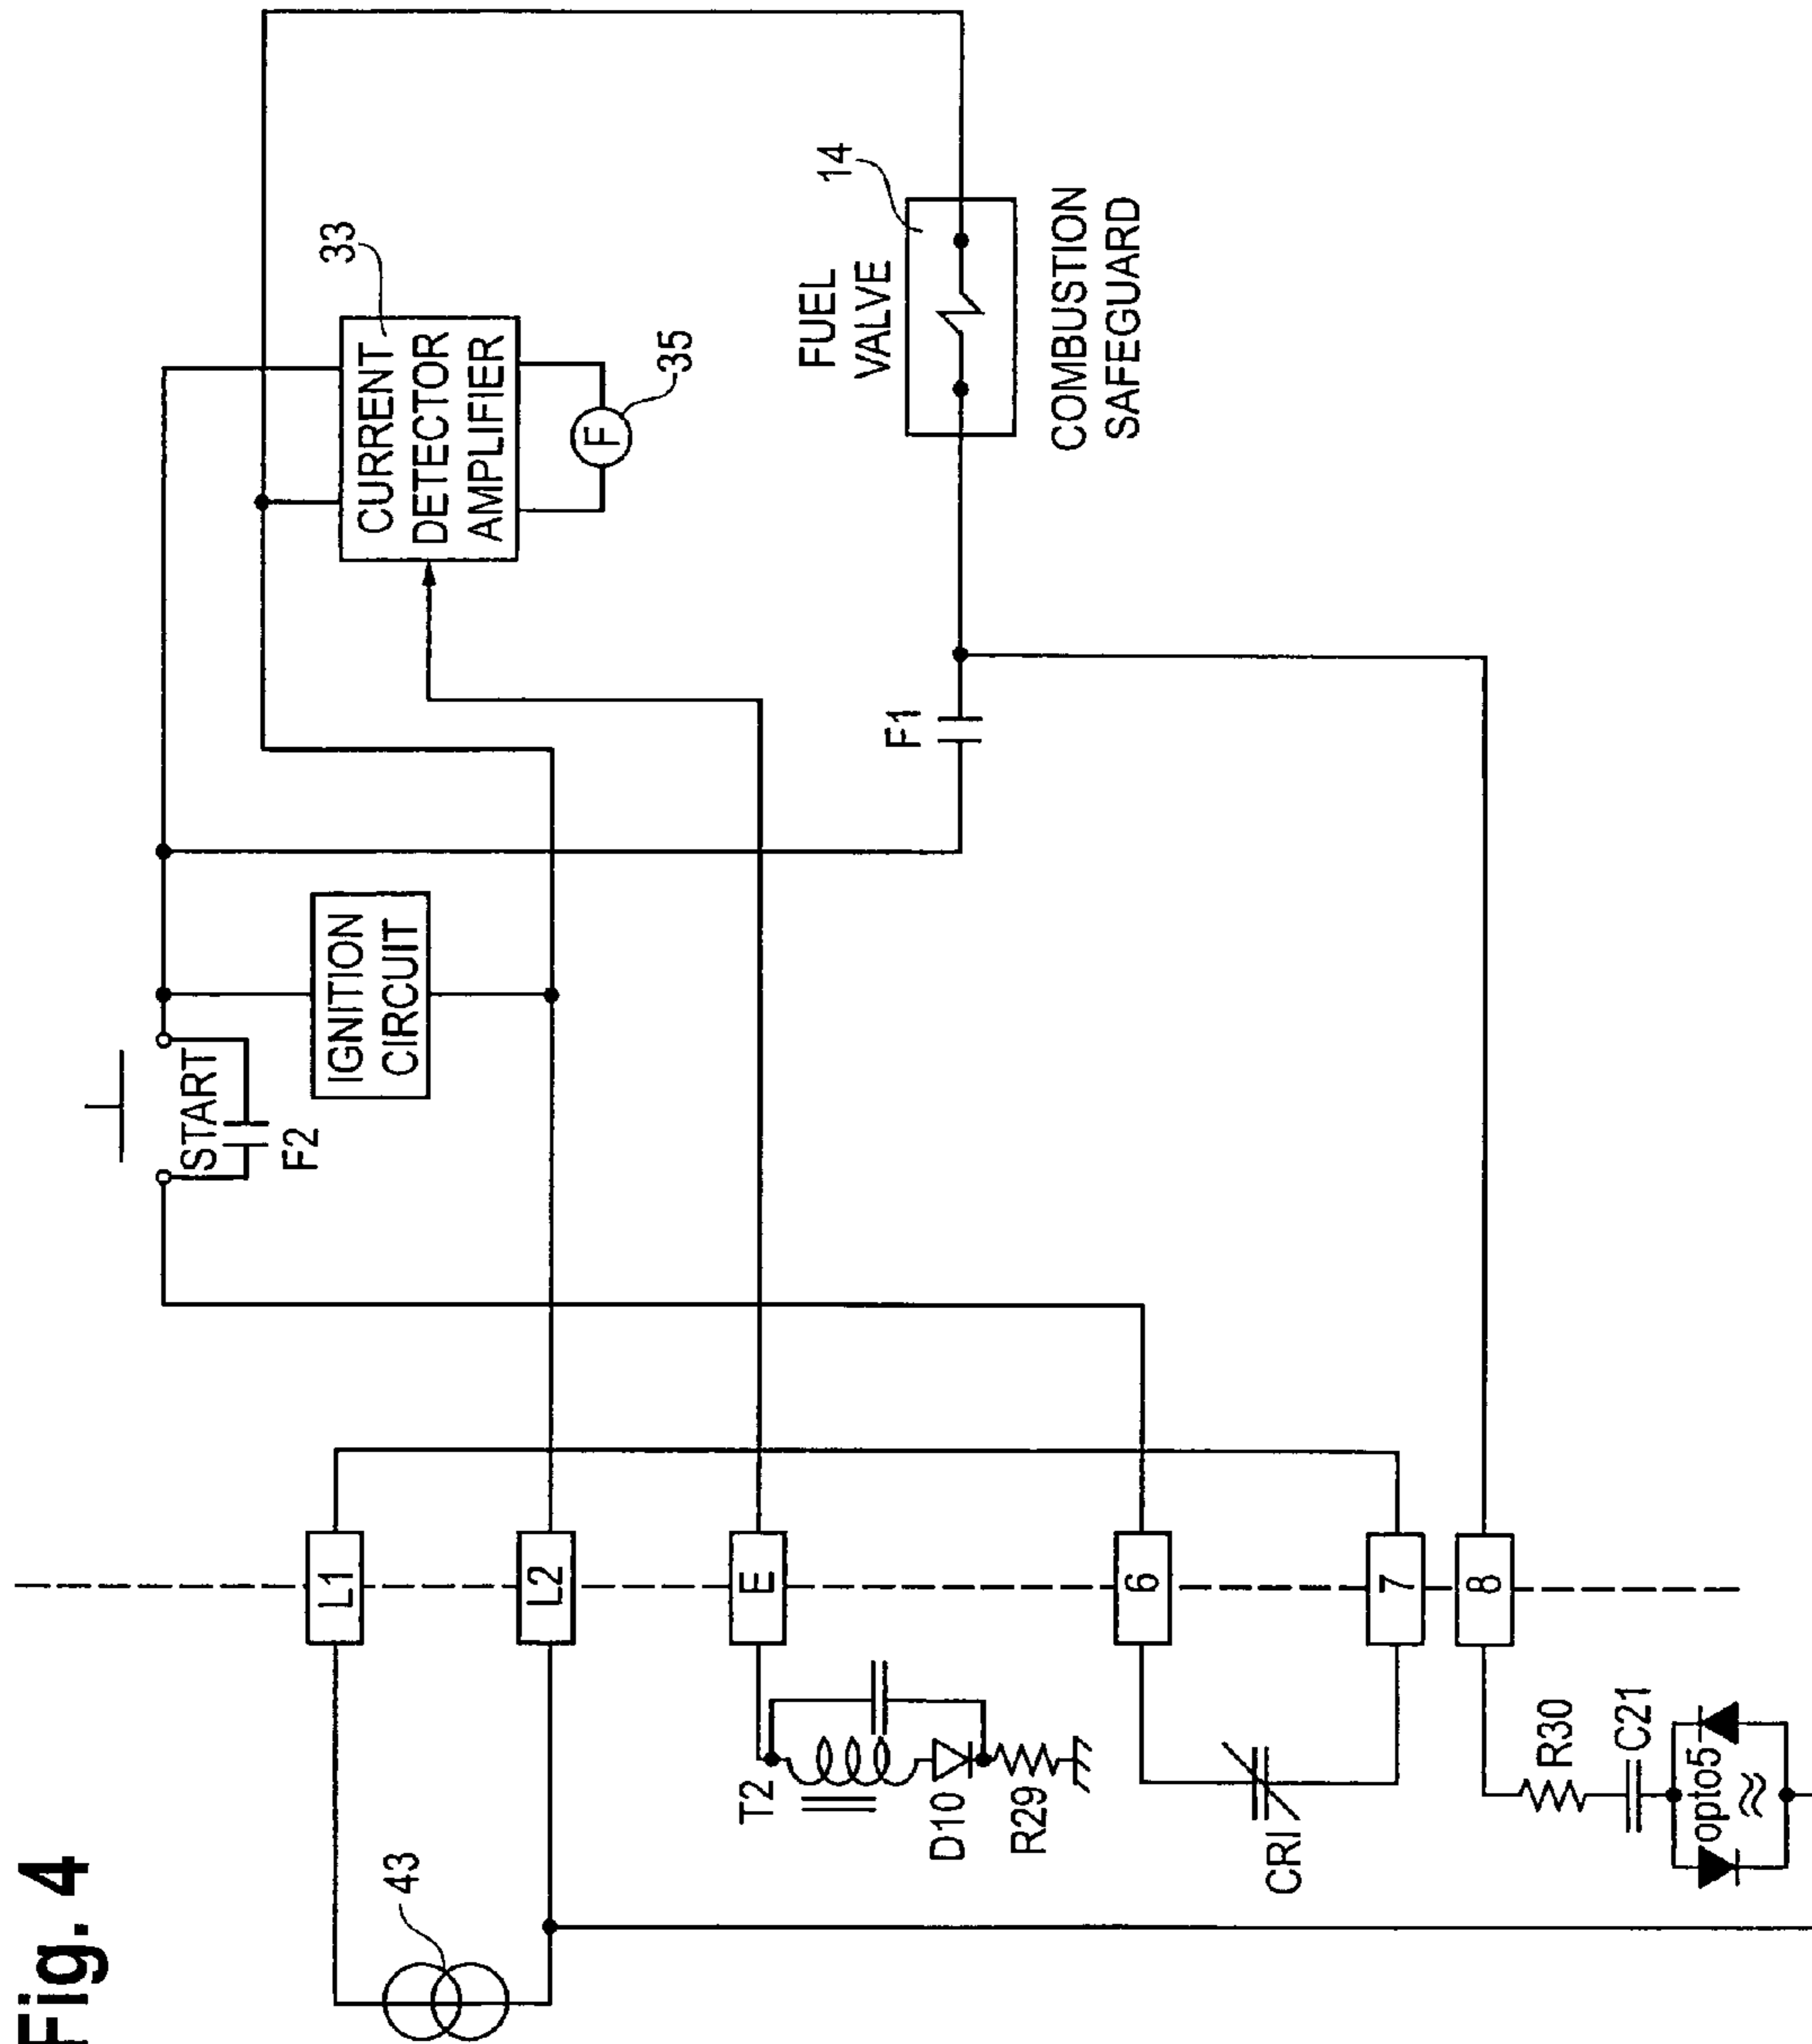 Fig. 4
START
F2
IGNITION
CIRCUIT
CURRENT
DETECTOR
AMPLIFIER
33
F
35
FUEL
VALVE
14
COMBUSTION
SAFEGUARD
F1
43
L1
L2
E
6
7
8
T2
D10
R29
CRI
R30
C21
opto5